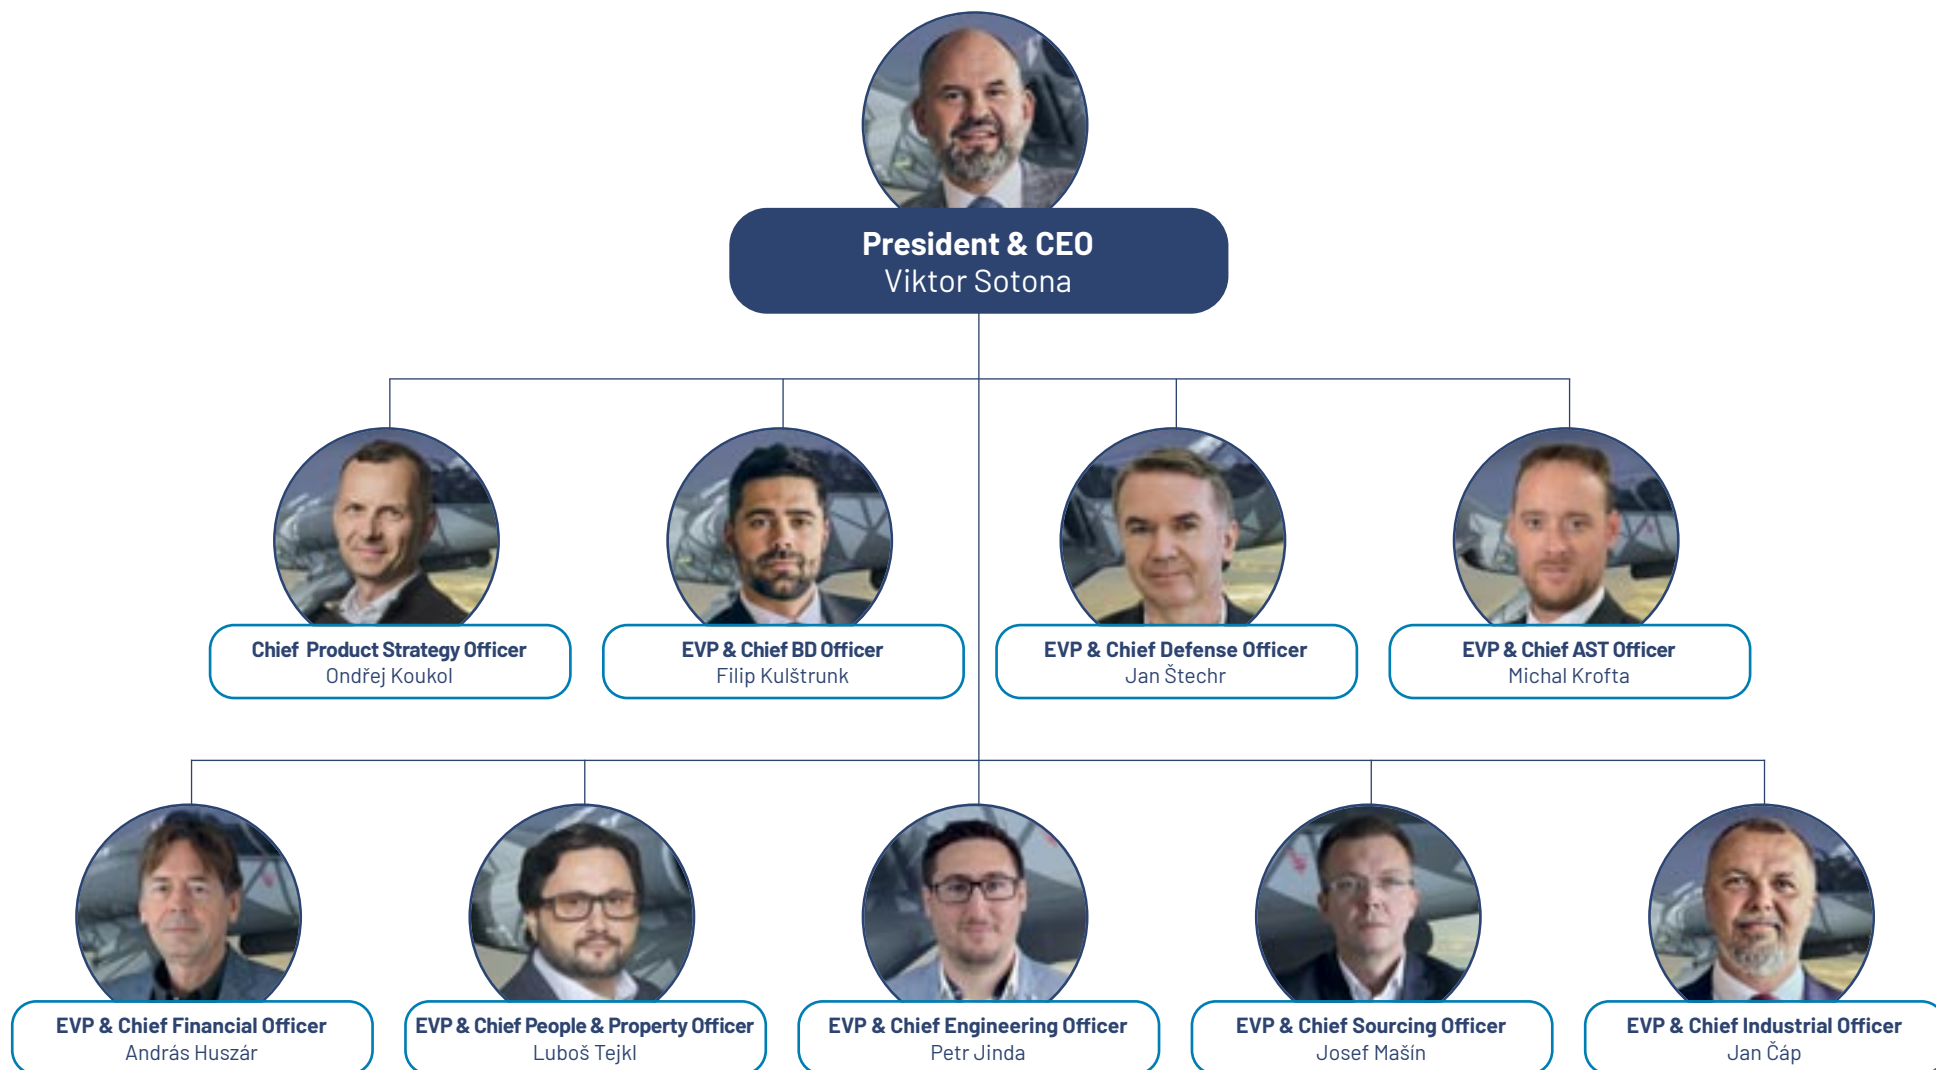 President & CEO
Viktor Sotona
Chief Product Strategy Officer
Ondřej Koukol
EVP & Chief BD Officer
Filip Kulštrunk
EVP & Chief Defense Officer
Jan Štechr
EVP & Chief AST Officer
Michal Krofta
EVP & Chief Financial Officer
András Huszár
EVP & Chief People & Property Officer
Luboš Tejkl
EVP & Chief Engineering Officer
Petr Jinda
EVP & Chief Sourcing Officer
Josef Mašín
EVP & Chief Industrial Officer
Jan Čáp